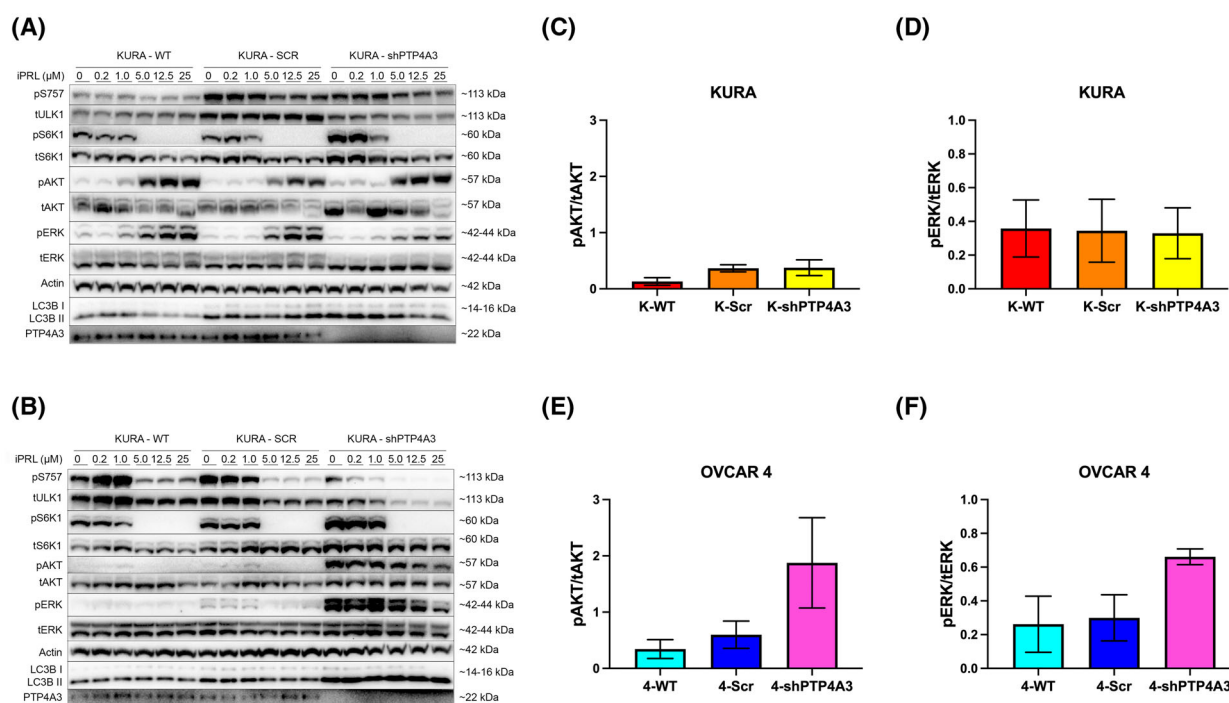 (A)
KURA - WT KURA - SCR KURA - shPTP4A3
iPRL (µM) 0 0.2 1.0 5.0 12.5 25 0 0.2 1.0 5.0 12.5 25 0 0.2 1.0 5.0 12.5 25
pS757 ~113 kDa
tULK1 ~113 kDa
pS6K1 ~60 kDa
tS6K1 ~60 kDa
pAKT ~57 kDa
tAKT ~57 kDa
pERK ~42-44 kDa
tERK ~42-44 kDa
Actin ~42 kDa
LC3B I ~14-16 kDa
LC3B II
PTP4A3 ~22 kDa
(C)
KURA
pAKT/tAKT
3
2
1
0
K-WT K-Scr K-shPTP4A3
(D)
KURA
pERK/tERK
1.0
0.8
0.6
0.4
0.2
0.0
K-WT K-Scr K-shPTP4A3
(B)
KURA - WT KURA - SCR KURA - shPTP4A3
iPRL (µM) 0 0.2 1.0 5.0 12.5 25 0 0.2 1.0 5.0 12.5 25 0 0.2 1.0 5.0 12.5 25
pS757 ~113 kDa
tULK1 ~113 kDa
pS6K1 ~60 kDa
tS6K1 ~60 kDa
pAKT ~57 kDa
tAKT ~57 kDa
pERK ~42-44 kDa
tERK ~42-44 kDa
Actin ~42 kDa
LC3B I ~14-16 kDa
LC3B II
PTP4A3 ~22 kDa
(E)
OVCAR 4
pAKT/tAKT
3
2
1
0
4-WT 4-Scr 4-shPTP4A3
(F)
OVCAR 4
pERK/tERK
1.0
0.8
0.6
0.4
0.2
0.0
4-WT 4-Scr 4-shPTP4A3